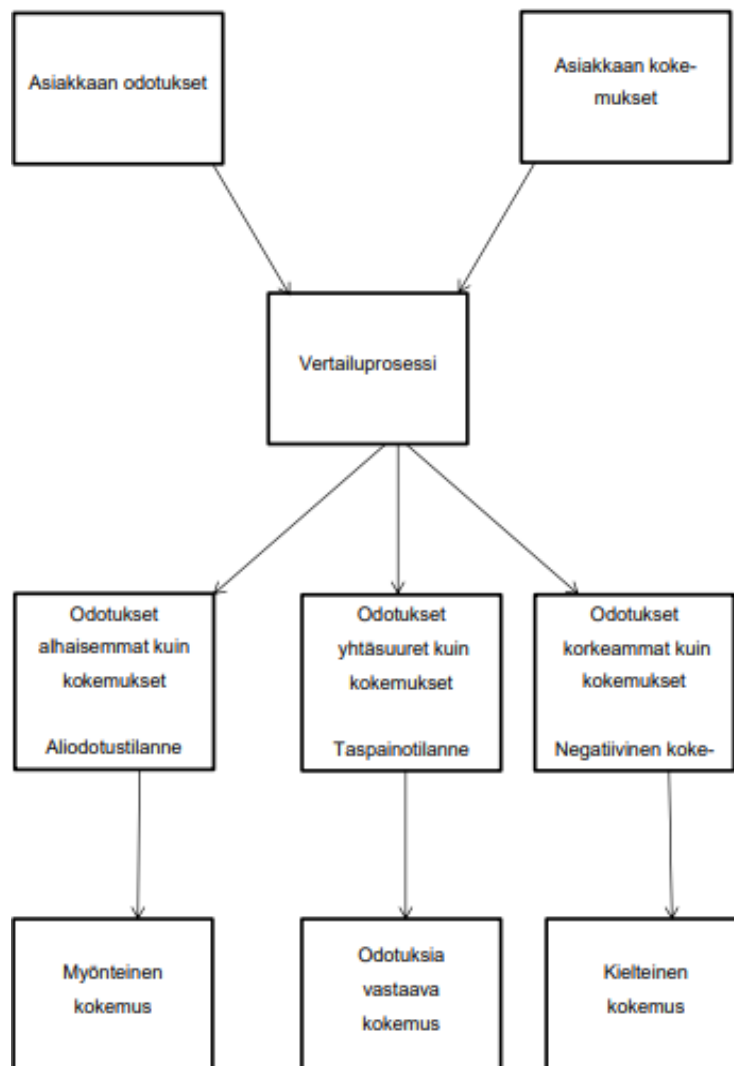 Asiakkaan odotukset
Asiakkaan koke-
mukset
Vertailuprosessi
Odotukset
alhaisemmat kuin
kokemukset
Aliodotustilanne
Odotukset
yhtäsuuret kuin
kokemukset
Taspainotilanne
Odotukset
korkeammat kuin
kokemukset
Negatiivinen koke-
Myönteinen
kokemus
Odotuksia
vastaava
kokemus
Kielteinen
kokemus